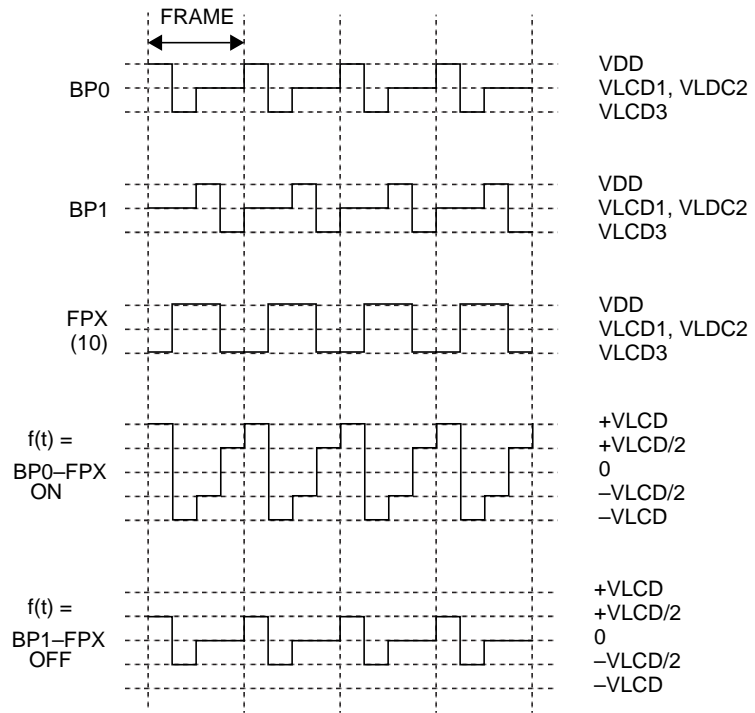 FRAME
BP0
VDD
VLCD1, VLDC2
VLCD3
BP1
VDD
VLCD1, VLDC2
VLCD3
FPX
(10)
VDD
VLCD1, VLDC2
VLCD3
f(t) =
BP0–FPX
ON
+VLCD
+VLCD/2
0
–VLCD/2
–VLCD
f(t) =
BP1–FPX
OFF
+VLCD
+VLCD/2
0
–VLCD/2
–VLCD